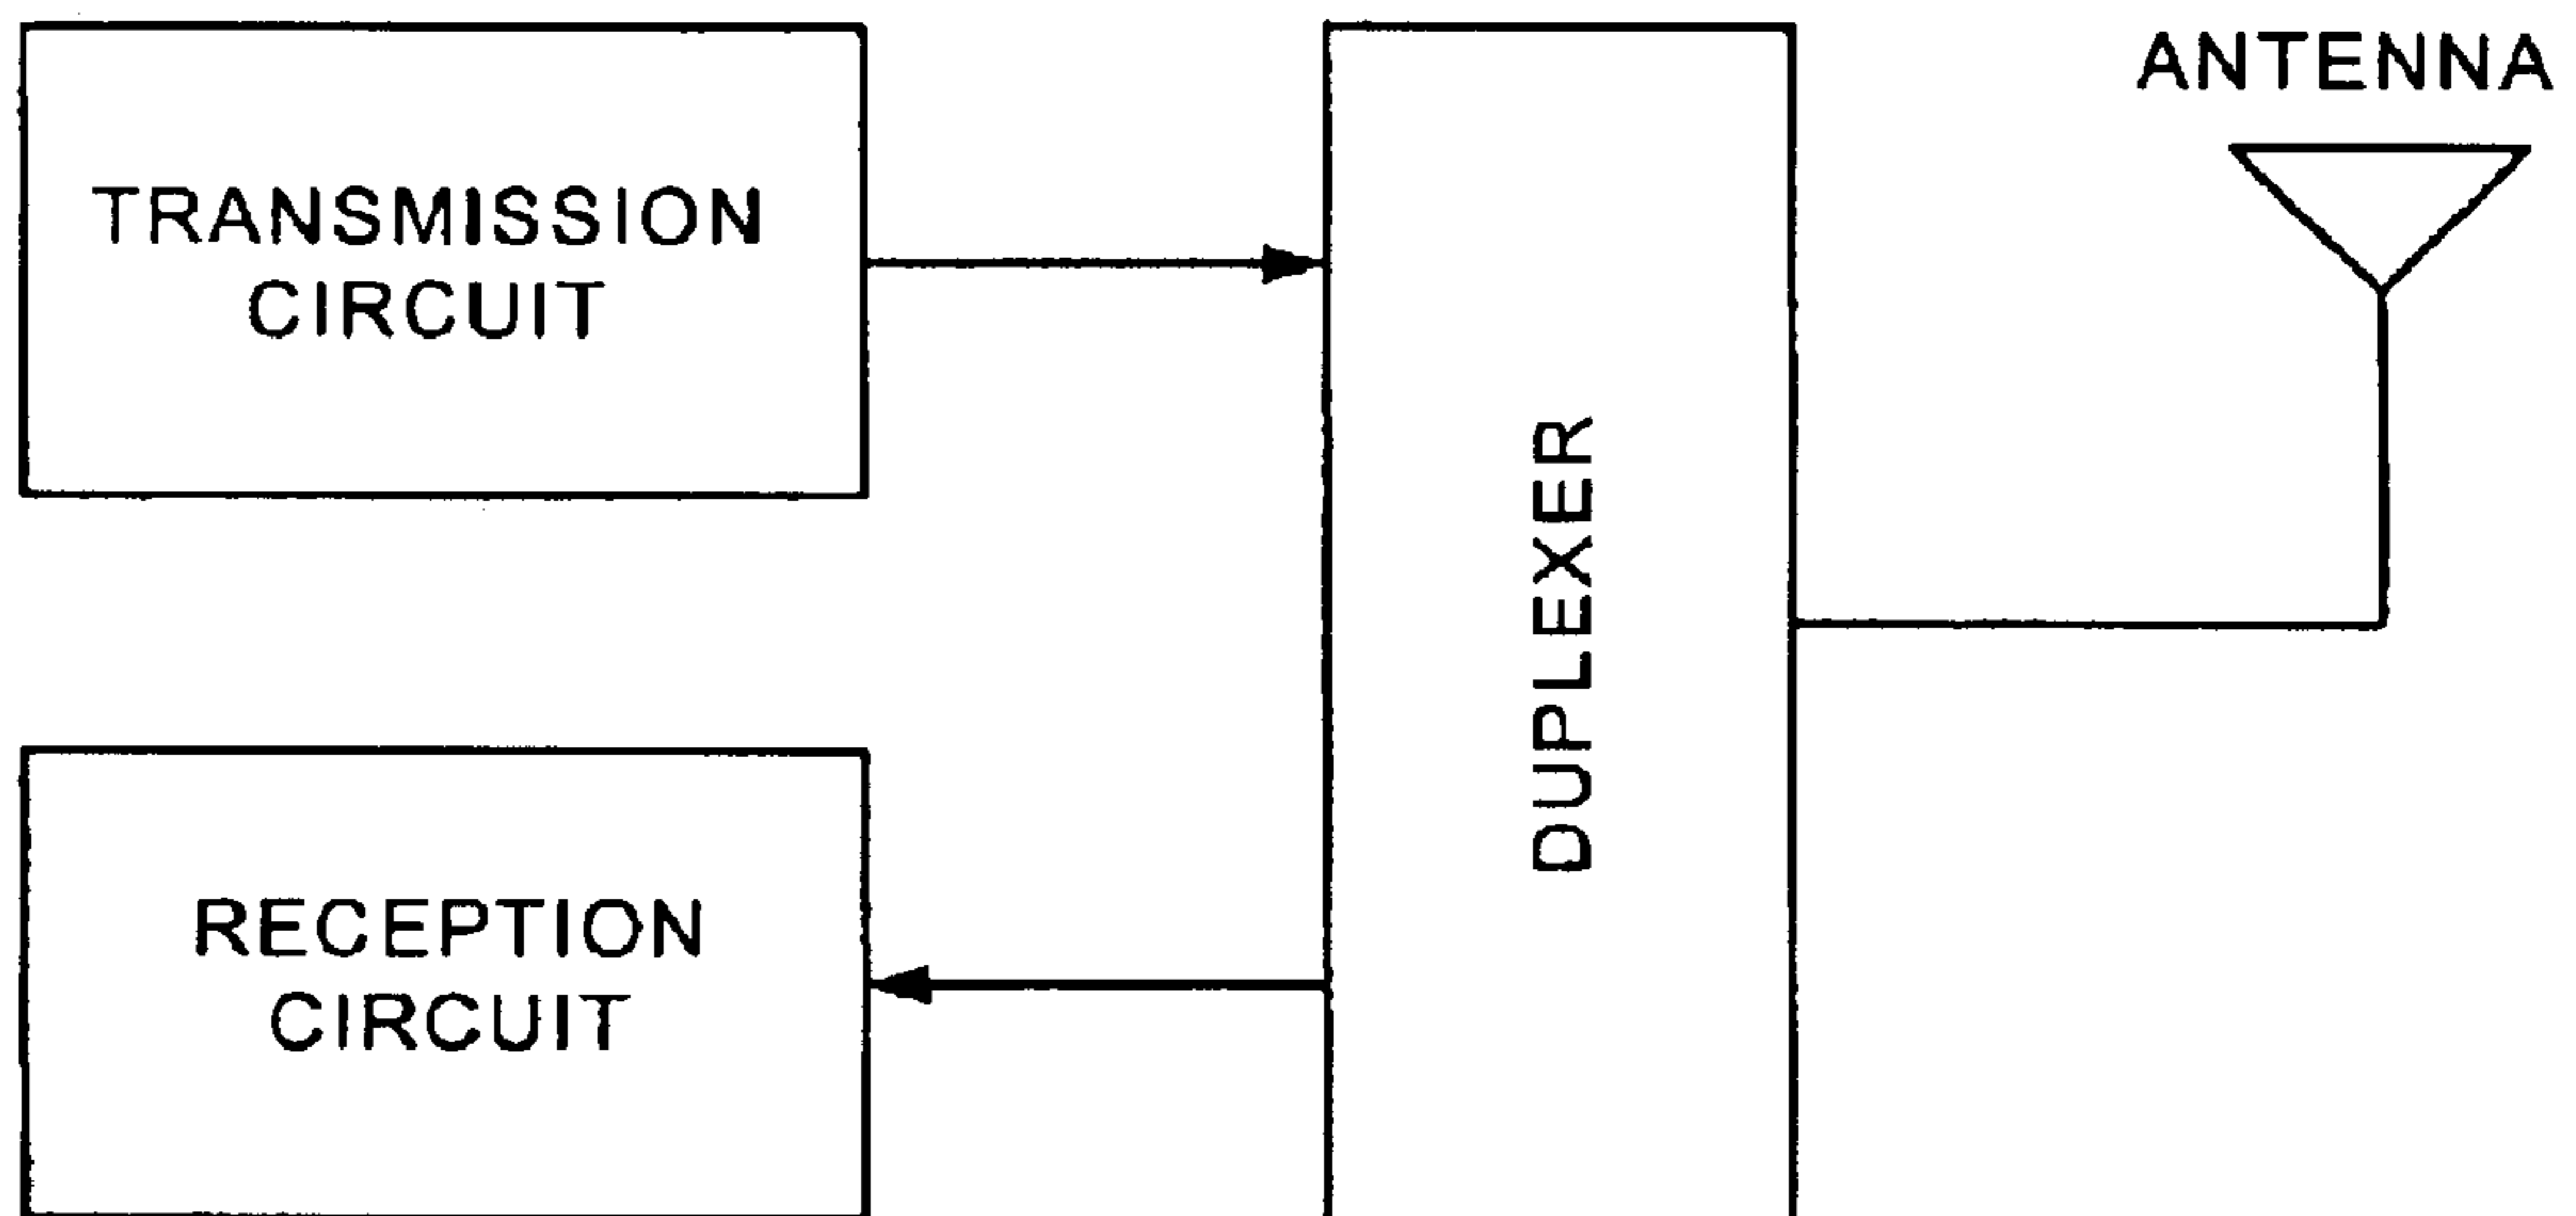 TRANSMISSION
CIRCUIT
DUPLEXER
ANTENNA
RECEPTION
CIRCUIT